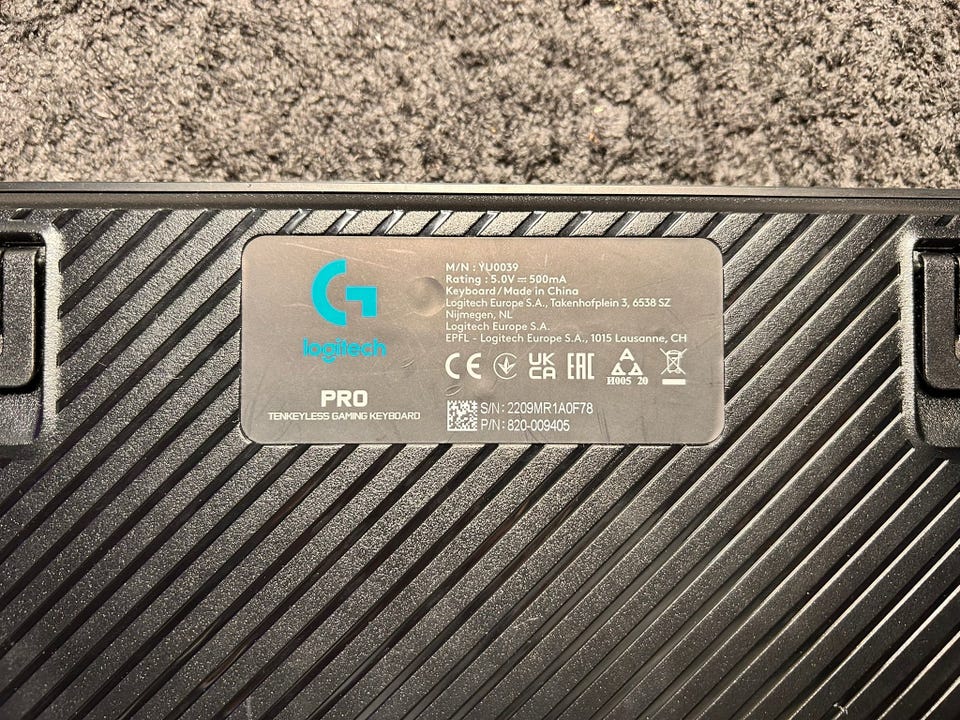 logitech
PRO
TENKEYLESS GAMING KEYBOARD
M/N : YU0039
Rating : 5.0V ⎓ 500mA
Keyboard / Made in China
Logitech Europe S.A., Takenhofplein 3, 6538 SZ
Nijmegen, NL
Logitech Europe S.A.
EPFL - Logitech Europe S.A., 1015 Lausanne, CH
CE UK CA EAC
H005 20
S/N: 2209MR1A0F78
P/N: 820-009405